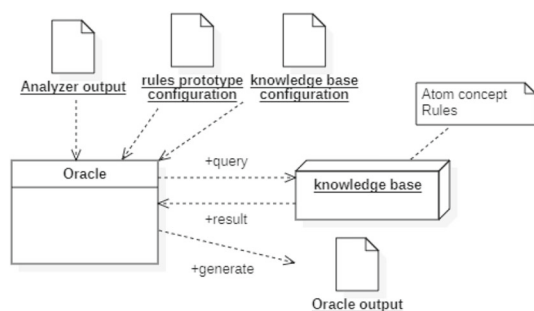 Analyzer output
rules prototype
configuration
knowledge base
configuration
Atom concept
Rules
Oracle
+query
knowledge base
+result
+generate
Oracle output